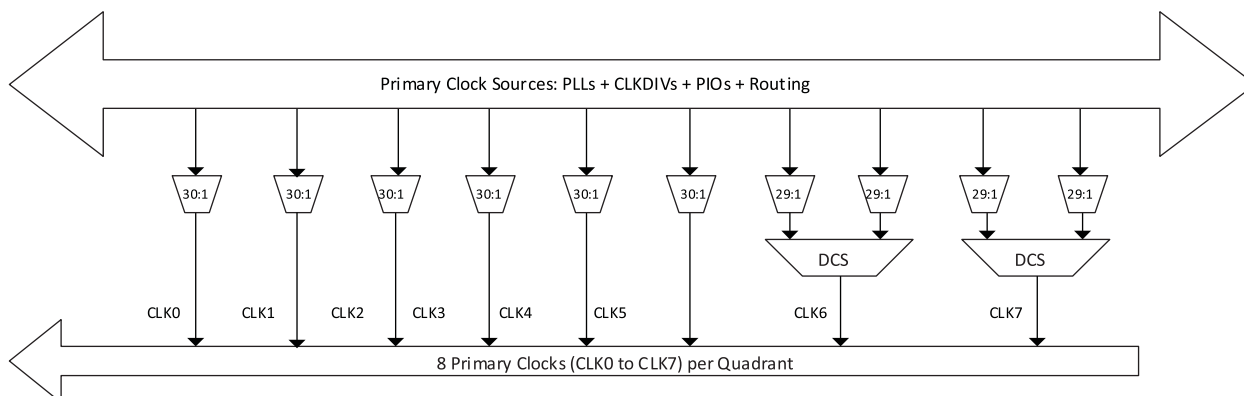 Primary Clock Sources: PLLs + CLKDIVs + PIOs + Routing
30:1 30:1 30:1 30:1 30:1 30:1 29:1 29:1 29:1 29:1
DCS DCS
CLK0 CLK1 CLK2 CLK3 CLK4 CLK5 CLK6 CLK7
8 Primary Clocks (CLK0 to CLK7) per Quadrant